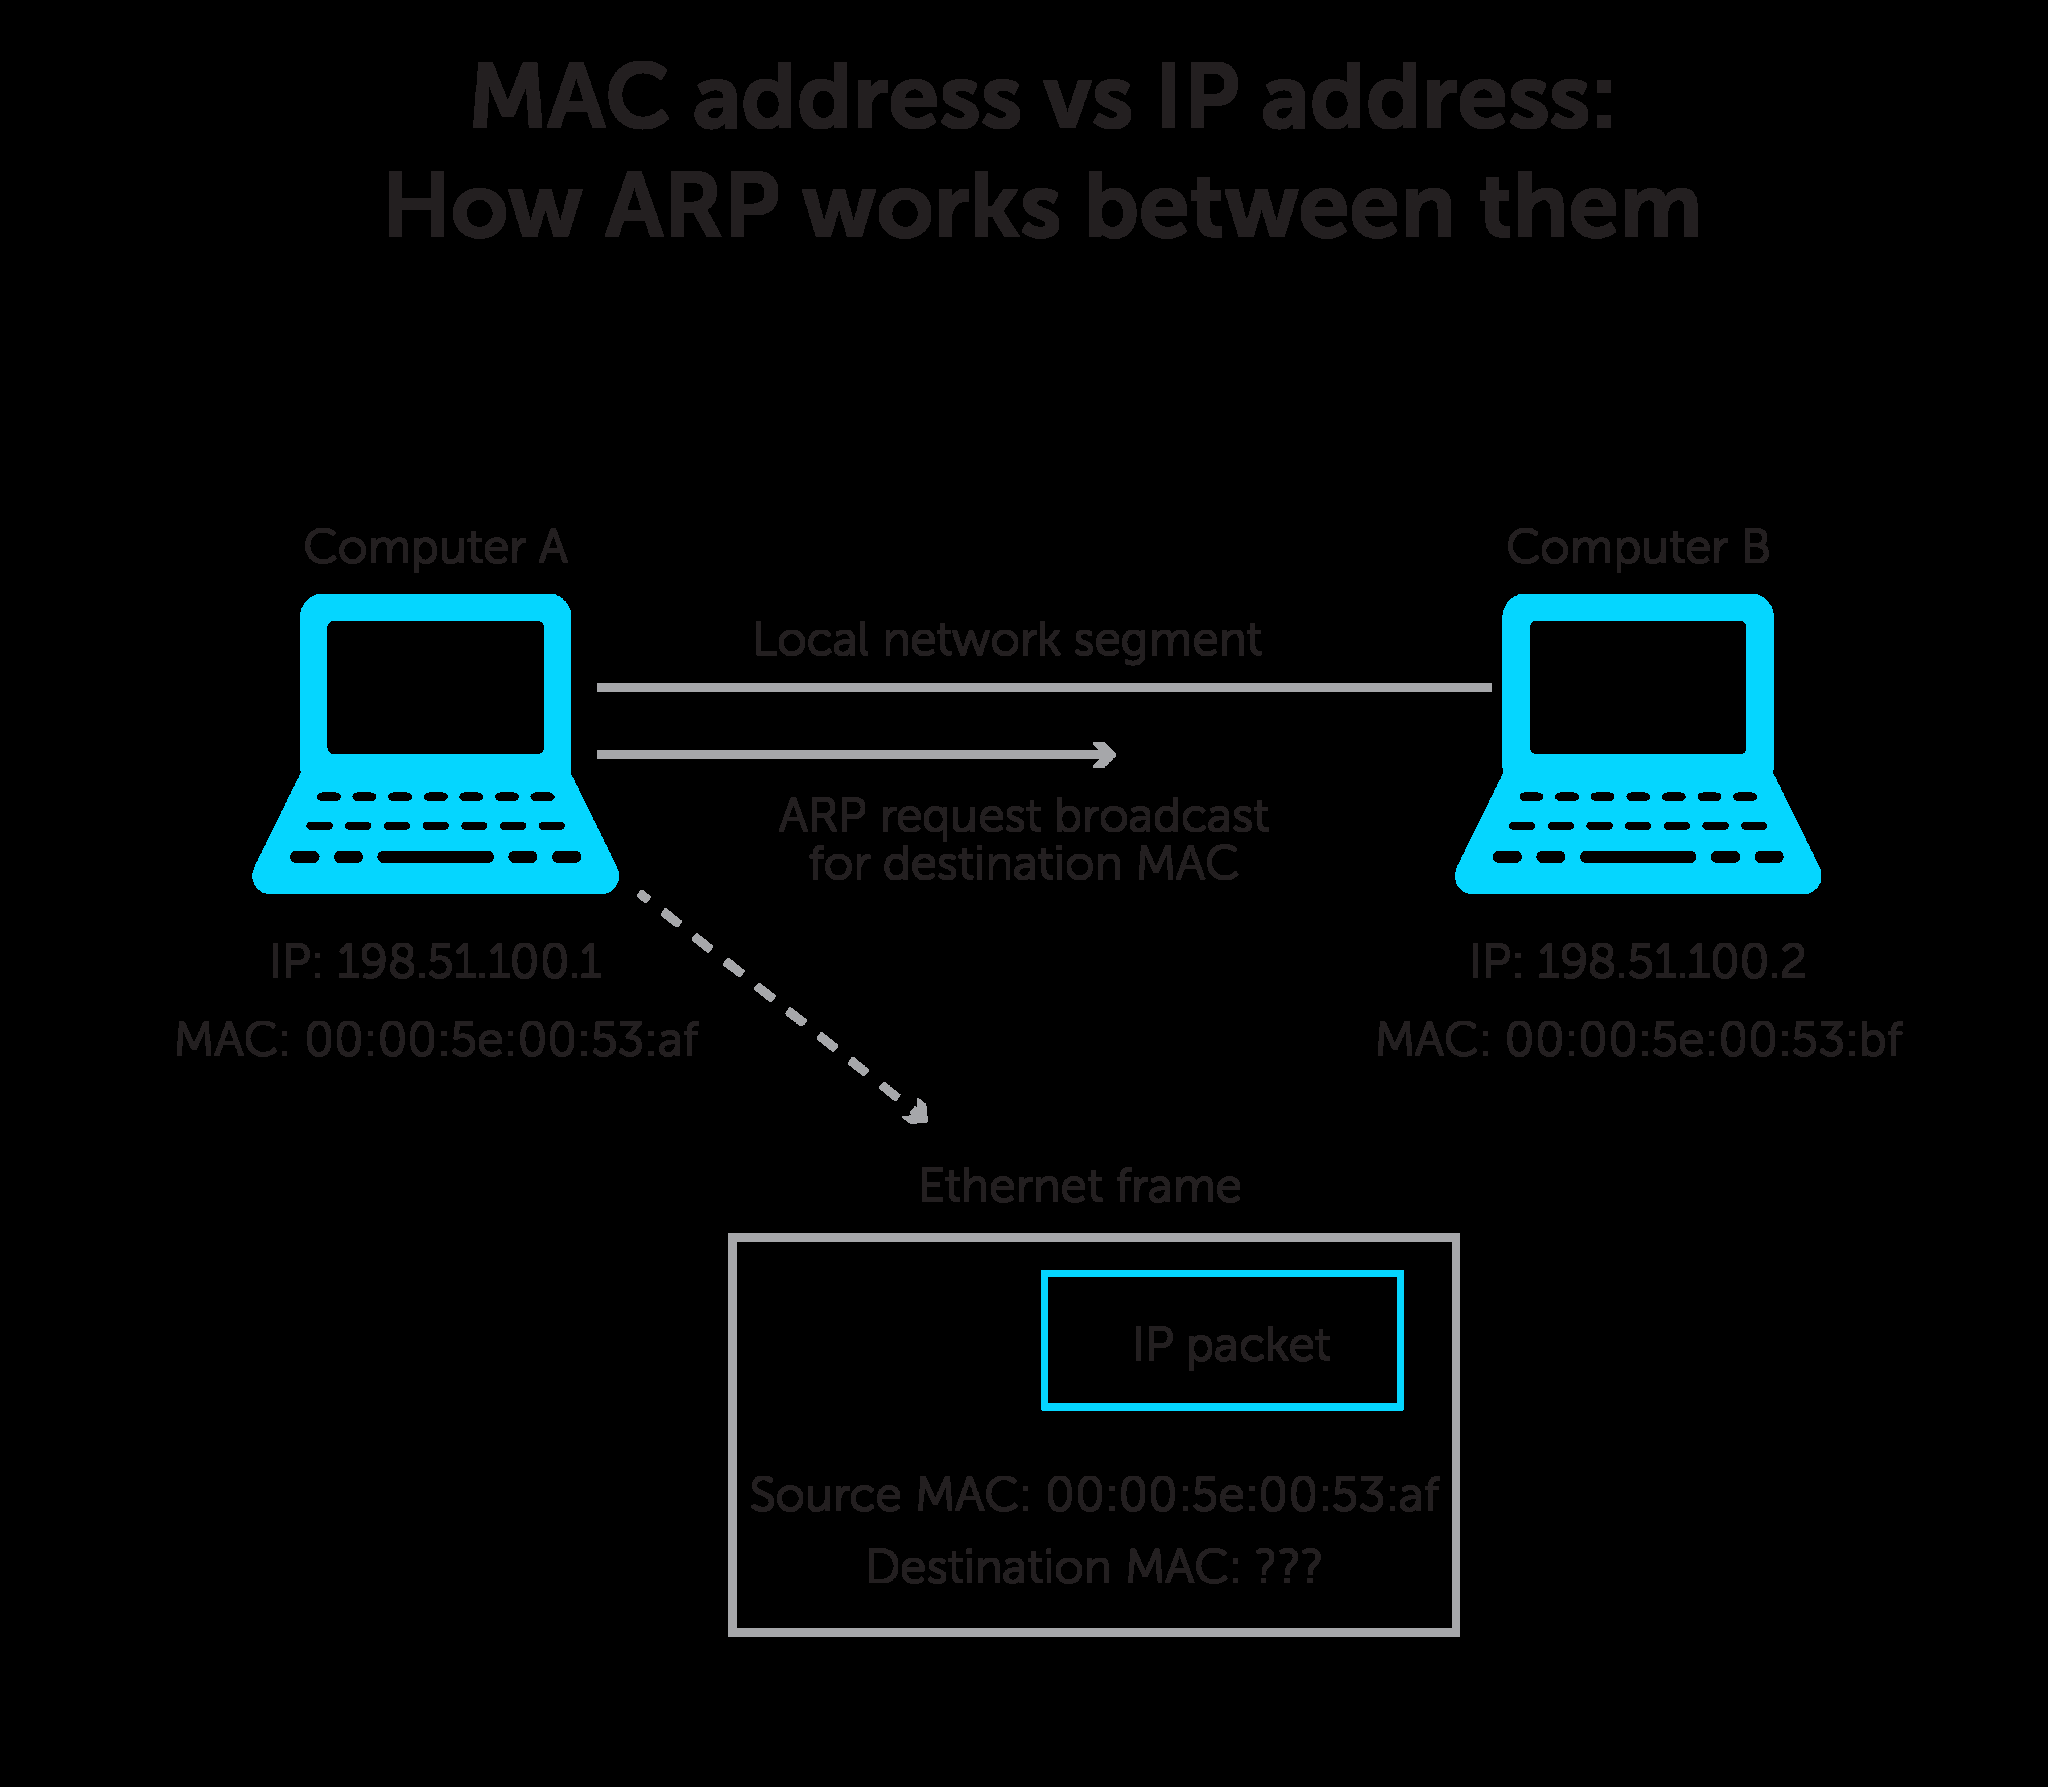 MAC address vs IP address:
How ARP works between them
Computer A
Computer B
Local network segment
ARP request broadcast
for destination MAC
IP: 198.51.100.1
MAC: 00:00:5e:00:53:af
IP: 198.51.100.2
MAC: 00:00:5e:00:53:bf
Ethernet frame
IP packet
Source MAC: 00:00:5e:00:53:af
Destination MAC: ???